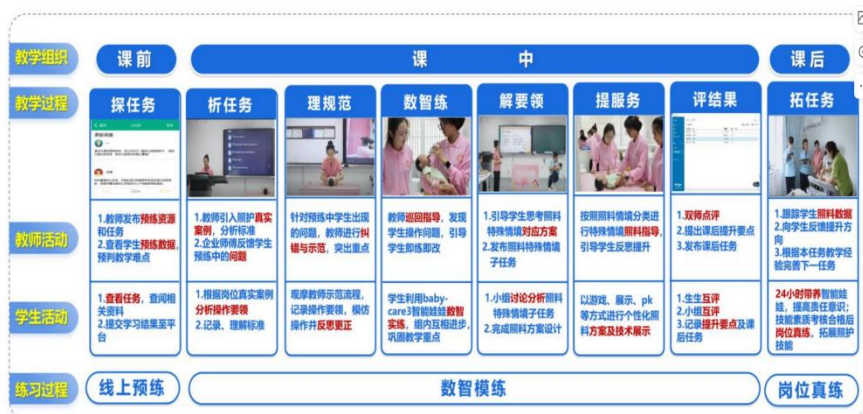 教学组织
课前
课 中
课后
教学过程
探任务
析任务
理规范
数智练
解要领
提服务
评结果
拓任务
教师活动
1.教师发布预练资源
和任务
2.查看学生预练数据,
预判教学难点
1.教师引入照护真实
案例，分析标准
2.企业师傅反馈学生
预练中的问题
针对预练中学生出现
的问题，教师进行纠
错与示范，突出重点
教师巡回指导，发现
学生操作问题，引导
学生即练即改
1.引导学生思考照料
特殊情境对应方案
2.发布照料特殊情境
子任务
按照照料情境分类进
行特殊情境照料指导，
引导学生反思提升
1.双师点评
2.提出课后提升要点
3.发布课后任务
1.跟踪学生照料数据
2.向学生反馈提升方
向
3.根据本任务教学经
验完善下一任务
学生活动
1.查看任务，查阅相
关资料
2.提交学习结果至平
台
1.根据岗位真实案例
分析操作要领
2.记录、理解标准
观摩教师示范流程，
记录操作要领，模仿
操作并反思更正
学生利用baby-
care3智能娃娃数智
实练，组内互相进步，
巩固教学重点
1.小组讨论分析照料
特殊情境子任务
2.完成照料方案设计
以游戏、展示、pk
等方式进行个性化照
料方案及技术展示
1.生生互评
2.小组互评
3.记录提升要点及课
后任务
24小时带养智能娃
娃，提高责任意识；
技能素质考核合格后
岗位真练，拓展照护
技能
练习过程
线上预练
数智模练
岗位真练